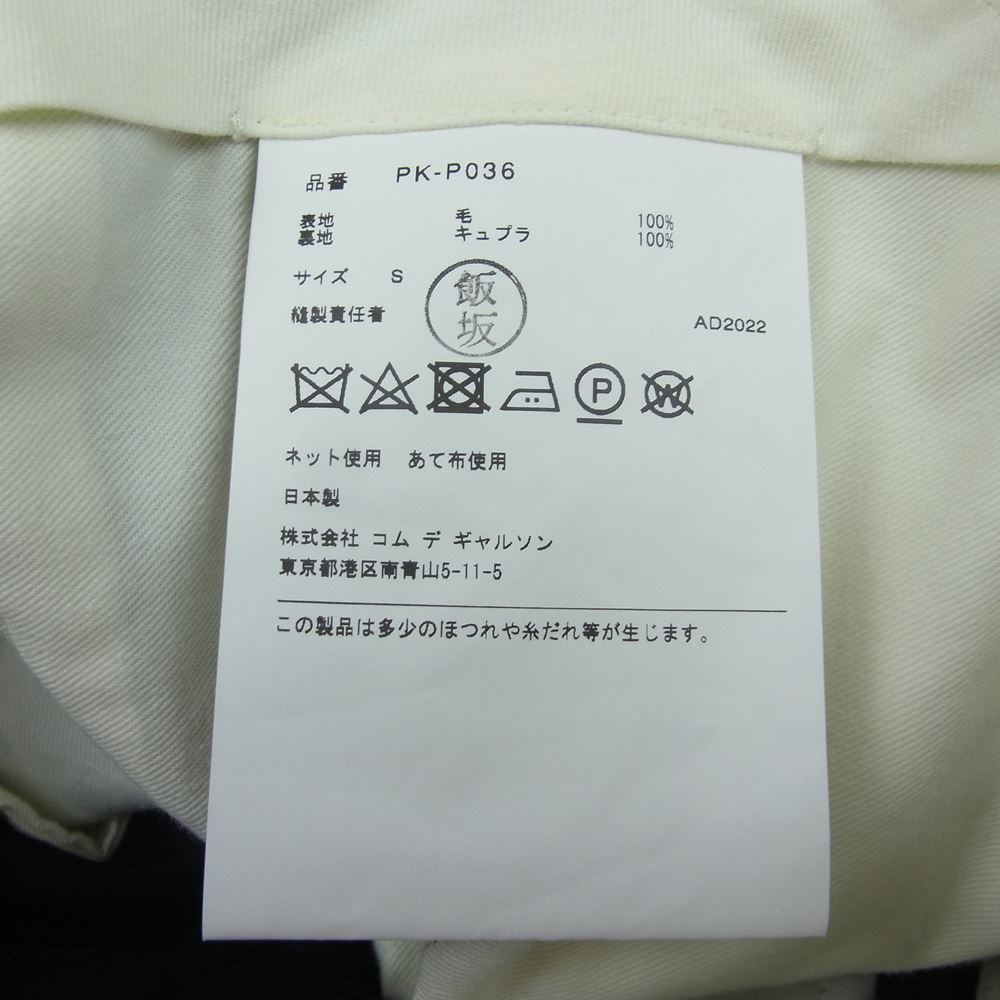 品番 PK-P036
表地 毛 100%
裏地 キュプラ 100%
サイズ S
縫製責任者 飯坂 AD2022
P W
ネット使用 あて布使用
日本製
株式会社 コム デ ギャルソン
東京都港区南青山5-11-5
この製品は多少のほつれや糸だれ等が生じます。